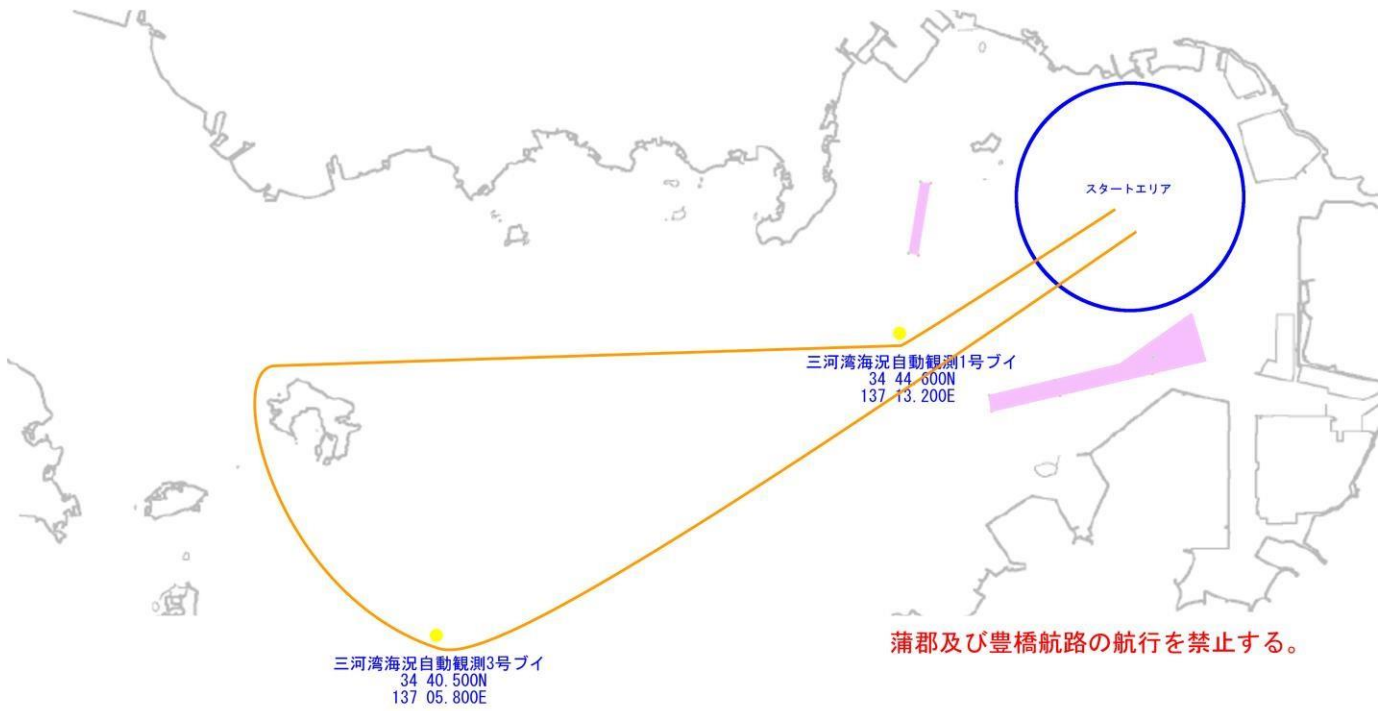 スタートエリア
三河湾海況自動観測1号ブイ
34 44.600N
137 13.200E
蒲郡及び豊橋航路の航行を禁止する。
三河湾海況自動観測3号ブイ
34 40.500N
137 05.800E